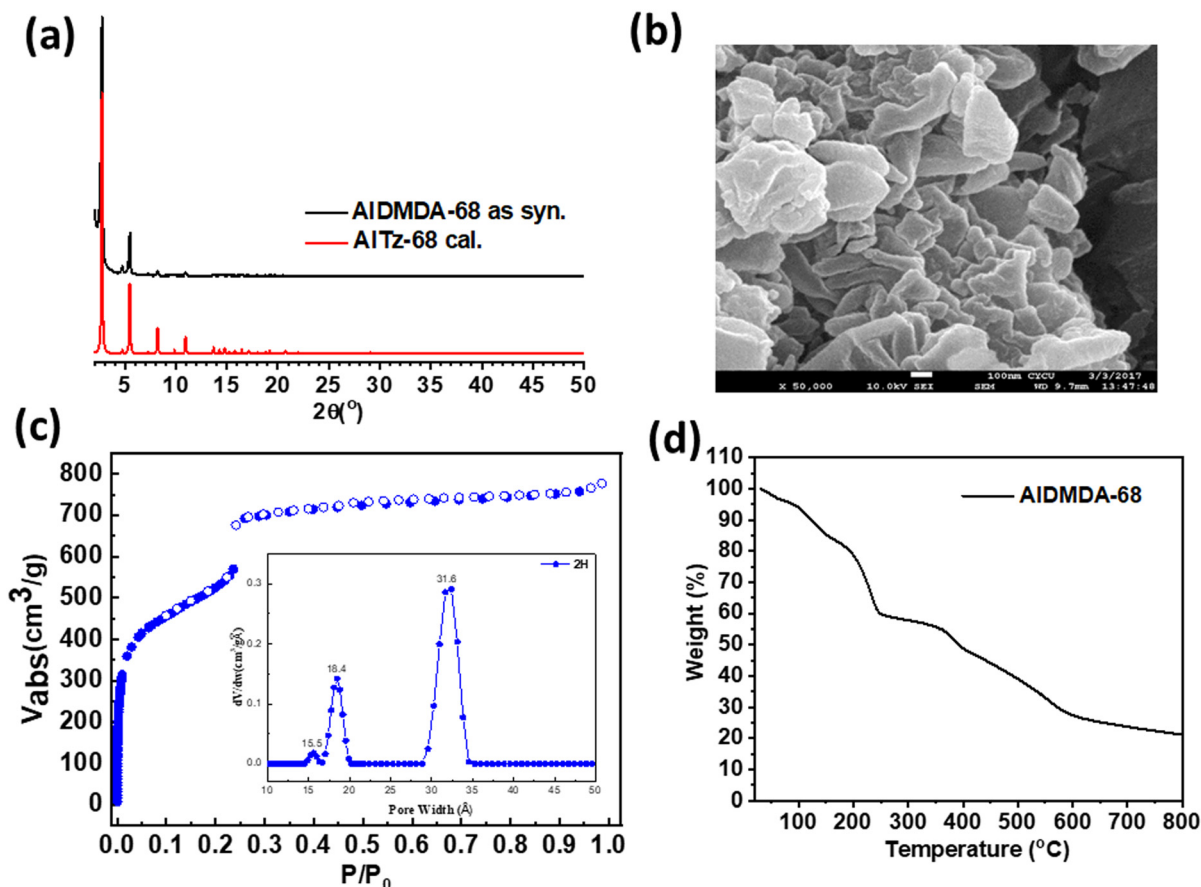 (a)
AlDMDA-68 as syn.
AlTz-68 cal.
5 10 15 20 25 30 35 40 45 50
2θ(°)
(b)
X 50,000 10.0kV SEI 100nm CYCU SEM WD 9.7mm 3/3/2017 13:47:48
(c)
800
700
600
500
400
300
200
100
0
Vabs(cm³/g)
0.0 0.1 0.2 0.3 0.4 0.5 0.6 0.7 0.8 0.9 1.0
P/P₀
2H
0.3
0.2
0.1
0.0
dV/dw(cm³/gÅ)
31.6
18.4
15.5
10 15 20 25 30 35 40 45 50
Pore Width (Å)
(d)
AlDMDA-68
110
100
90
80
70
60
50
40
30
20
10
0
Weight (%)
100 200 300 400 500 600 700 800
Temperature (°C)